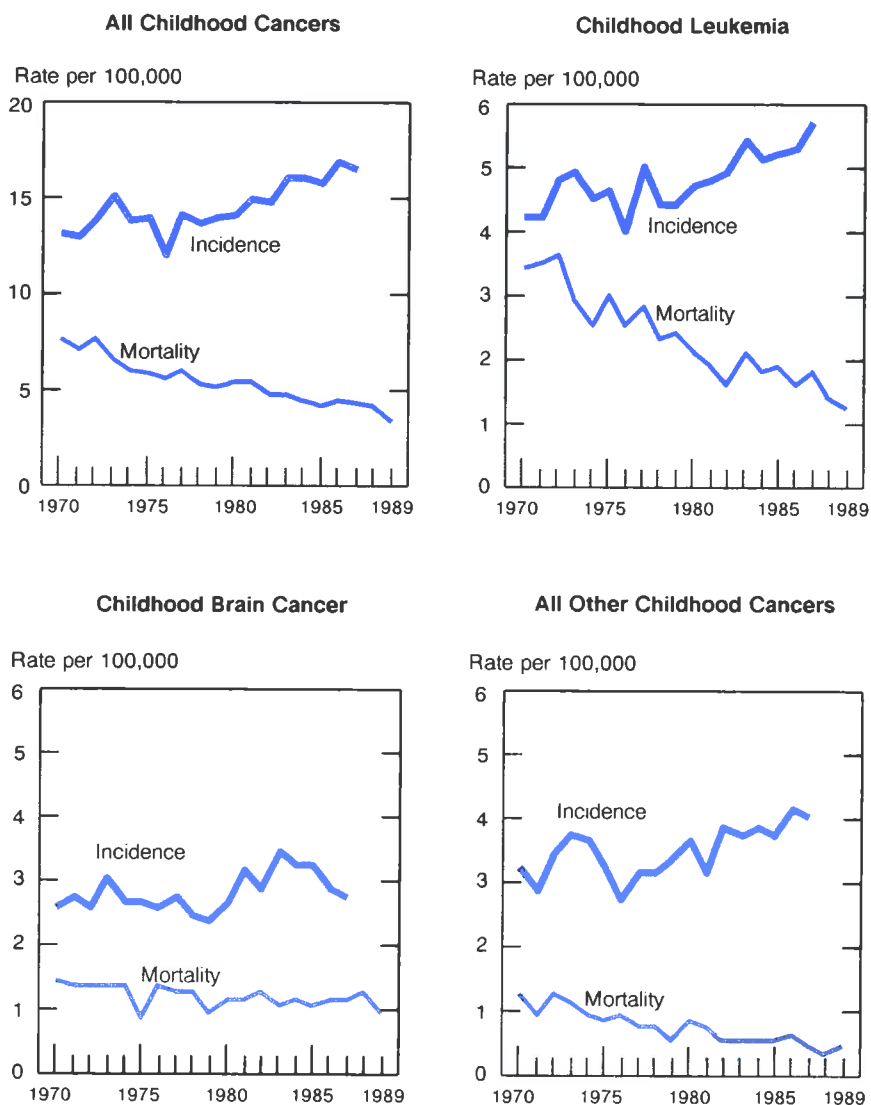 All Childhood Cancers
Rate per 100,000
20
15
10
5
0
Incidence
Mortality
1970 1975 1980 1985 1989
Childhood Leukemia
Rate per 100,000
6
5
4
3
2
1
0
Incidence
Mortality
1970 1975 1980 1985 1989
Childhood Brain Cancer
Rate per 100,000
6
5
4
3
2
1
0
Incidence
Mortality
1970 1975 1980 1985 1989
All Other Childhood Cancers
Rate per 100,000
6
5
4
3
2
1
0
Incidence
Mortality
1970 1975 1980 1985 1989